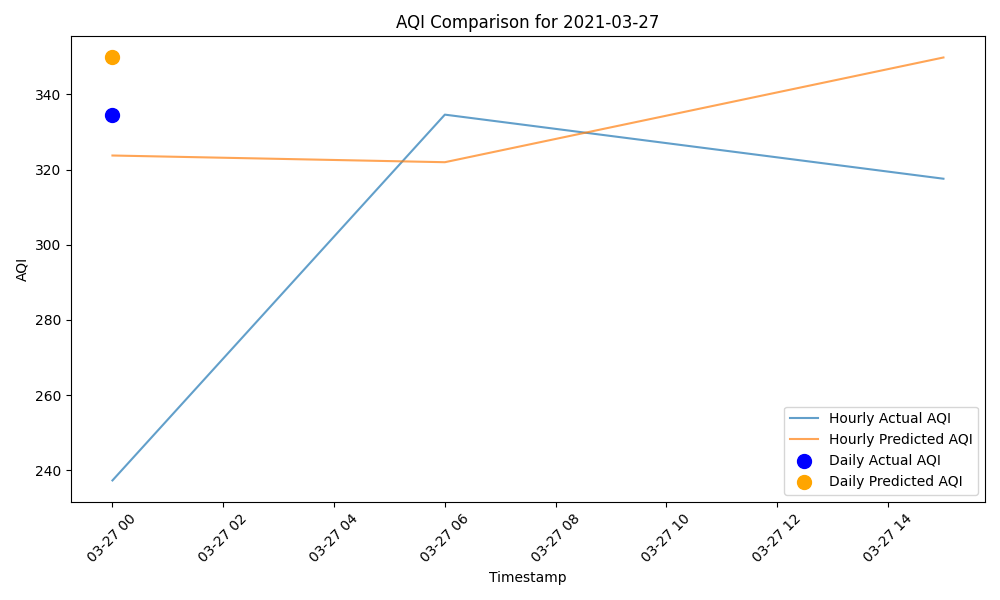 AQI Comparison for 2021-03-27
AQI
340
320
300
280
260
240
Hourly Actual AQI
Hourly Predicted AQI
Daily Actual AQI
Daily Predicted AQI
03-27 00
03-27 02
03-27 04
03-27 06
03-27 08
03-27 10
03-27 12
03-27 14
Timestamp